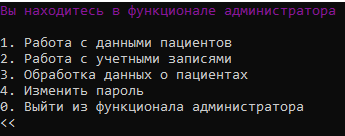 Вы находитесь в функционале администратора
1. Работа с данными пациентов
2. Работа с учетными записями
3. Обработка данных о пациентах
4. Изменить пароль
0. Выйти из функционала администратора
<<